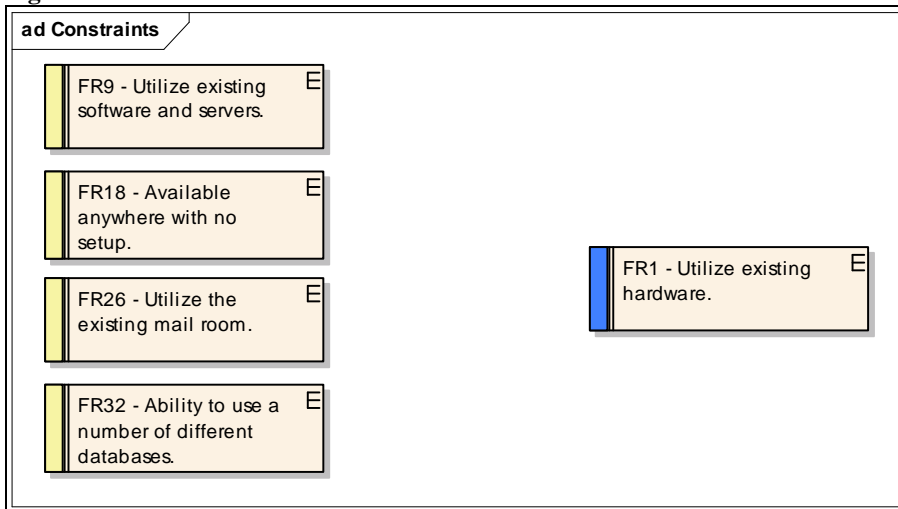 ad Constraints
FR9 - Utilize existing
software and servers.
E
FR18 - Available
anywhere with no
setup.
E
FR26 - Utilize the
existing mail room.
E
FR32 - Ability to use a
number of different
databases.
E
FR1 - Utilize existing
hardware.
E